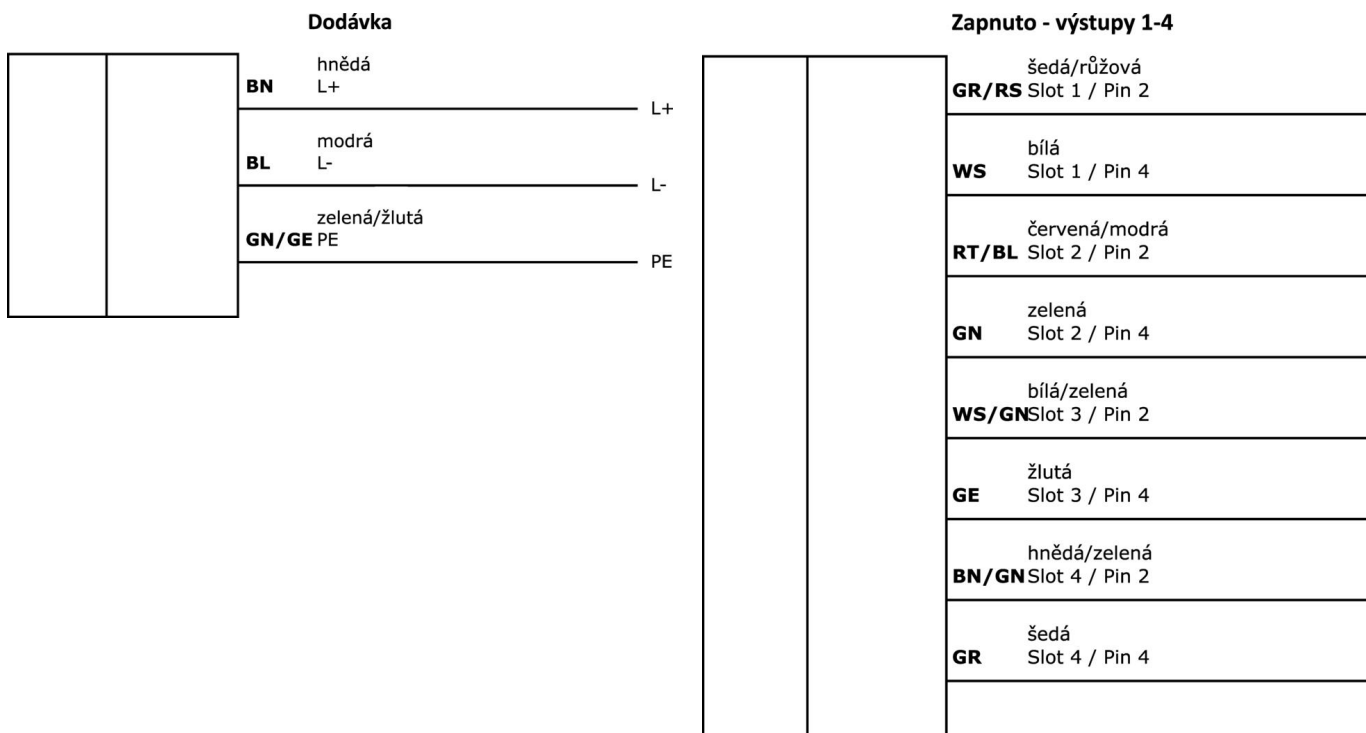 Dodávka
hnědá
BN L+
L+
modrá
BL L-
L-
zelená/žlutá
GN/GE PE
PE
Zapnuto - výstupy 1-4
šedá/růžová
GR/RS Slot 1 / Pin 2
bílá
WS Slot 1 / Pin 4
červená/modrá
RT/BL Slot 2 / Pin 2
zelená
GN Slot 2 / Pin 4
bílá/zelená
WS/GN Slot 3 / Pin 2
žlutá
GE Slot 3 / Pin 4
hnědá/zelená
BN/GN Slot 4 / Pin 2
šedá
GR Slot 4 / Pin 4